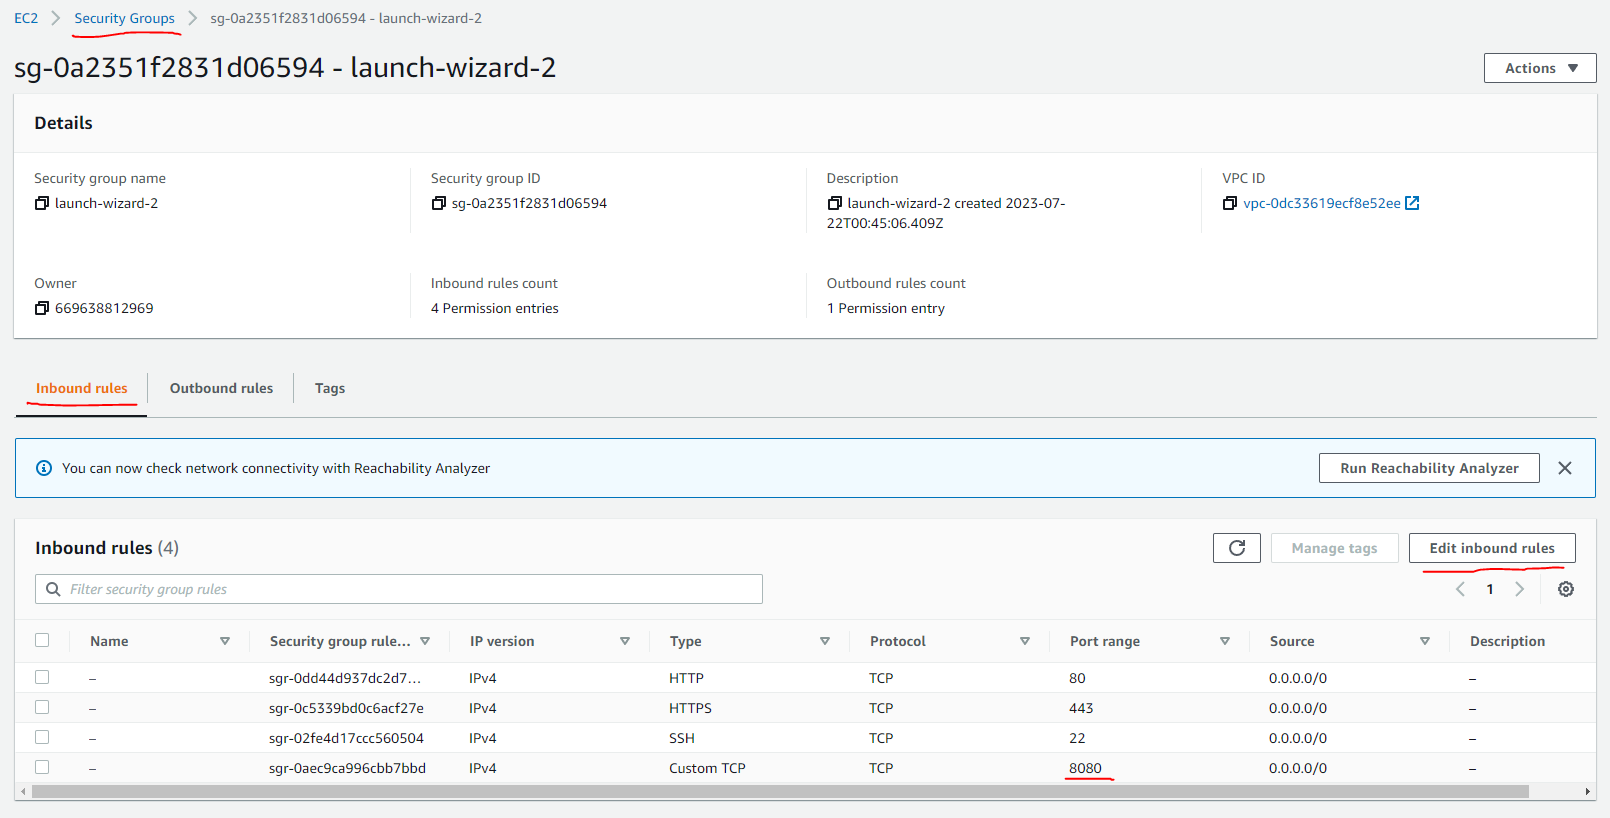 EC2 > Security Groups > sg-0a2351f2831d06594 - launch-wizard-2
sg-0a2351f2831d06594 - launch-wizard-2
Actions
Details
Security group name
launch-wizard-2
Security group ID
sg-0a2351f2831d06594
Description
launch-wizard-2 created 2023-07-
22T00:45:06.409Z
VPC ID
vpc-0dc33619ecf8e52ee
Owner
669638812969
Inbound rules count
4 Permission entries
Outbound rules count
1 Permission entry
Inbound rules Outbound rules Tags
You can now check network connectivity with Reachability Analyzer
Run Reachability Analyzer
Inbound rules (4)
Manage tags
Edit inbound rules
Filter security group rules
1
Name Security group rule... IP version Type Protocol Port range Source Description
– sgr-0dd44d937dc2d7... IPv4 HTTP TCP 80 0.0.0.0/0 –
– sgr-0c5339bd0c6acf27e IPv4 HTTPS TCP 443 0.0.0.0/0 –
– sgr-02fe4d17ccc560504 IPv4 SSH TCP 22 0.0.0.0/0 –
– sgr-0aec9ca996cbb7bbd IPv4 Custom TCP TCP 8080 0.0.0.0/0 –